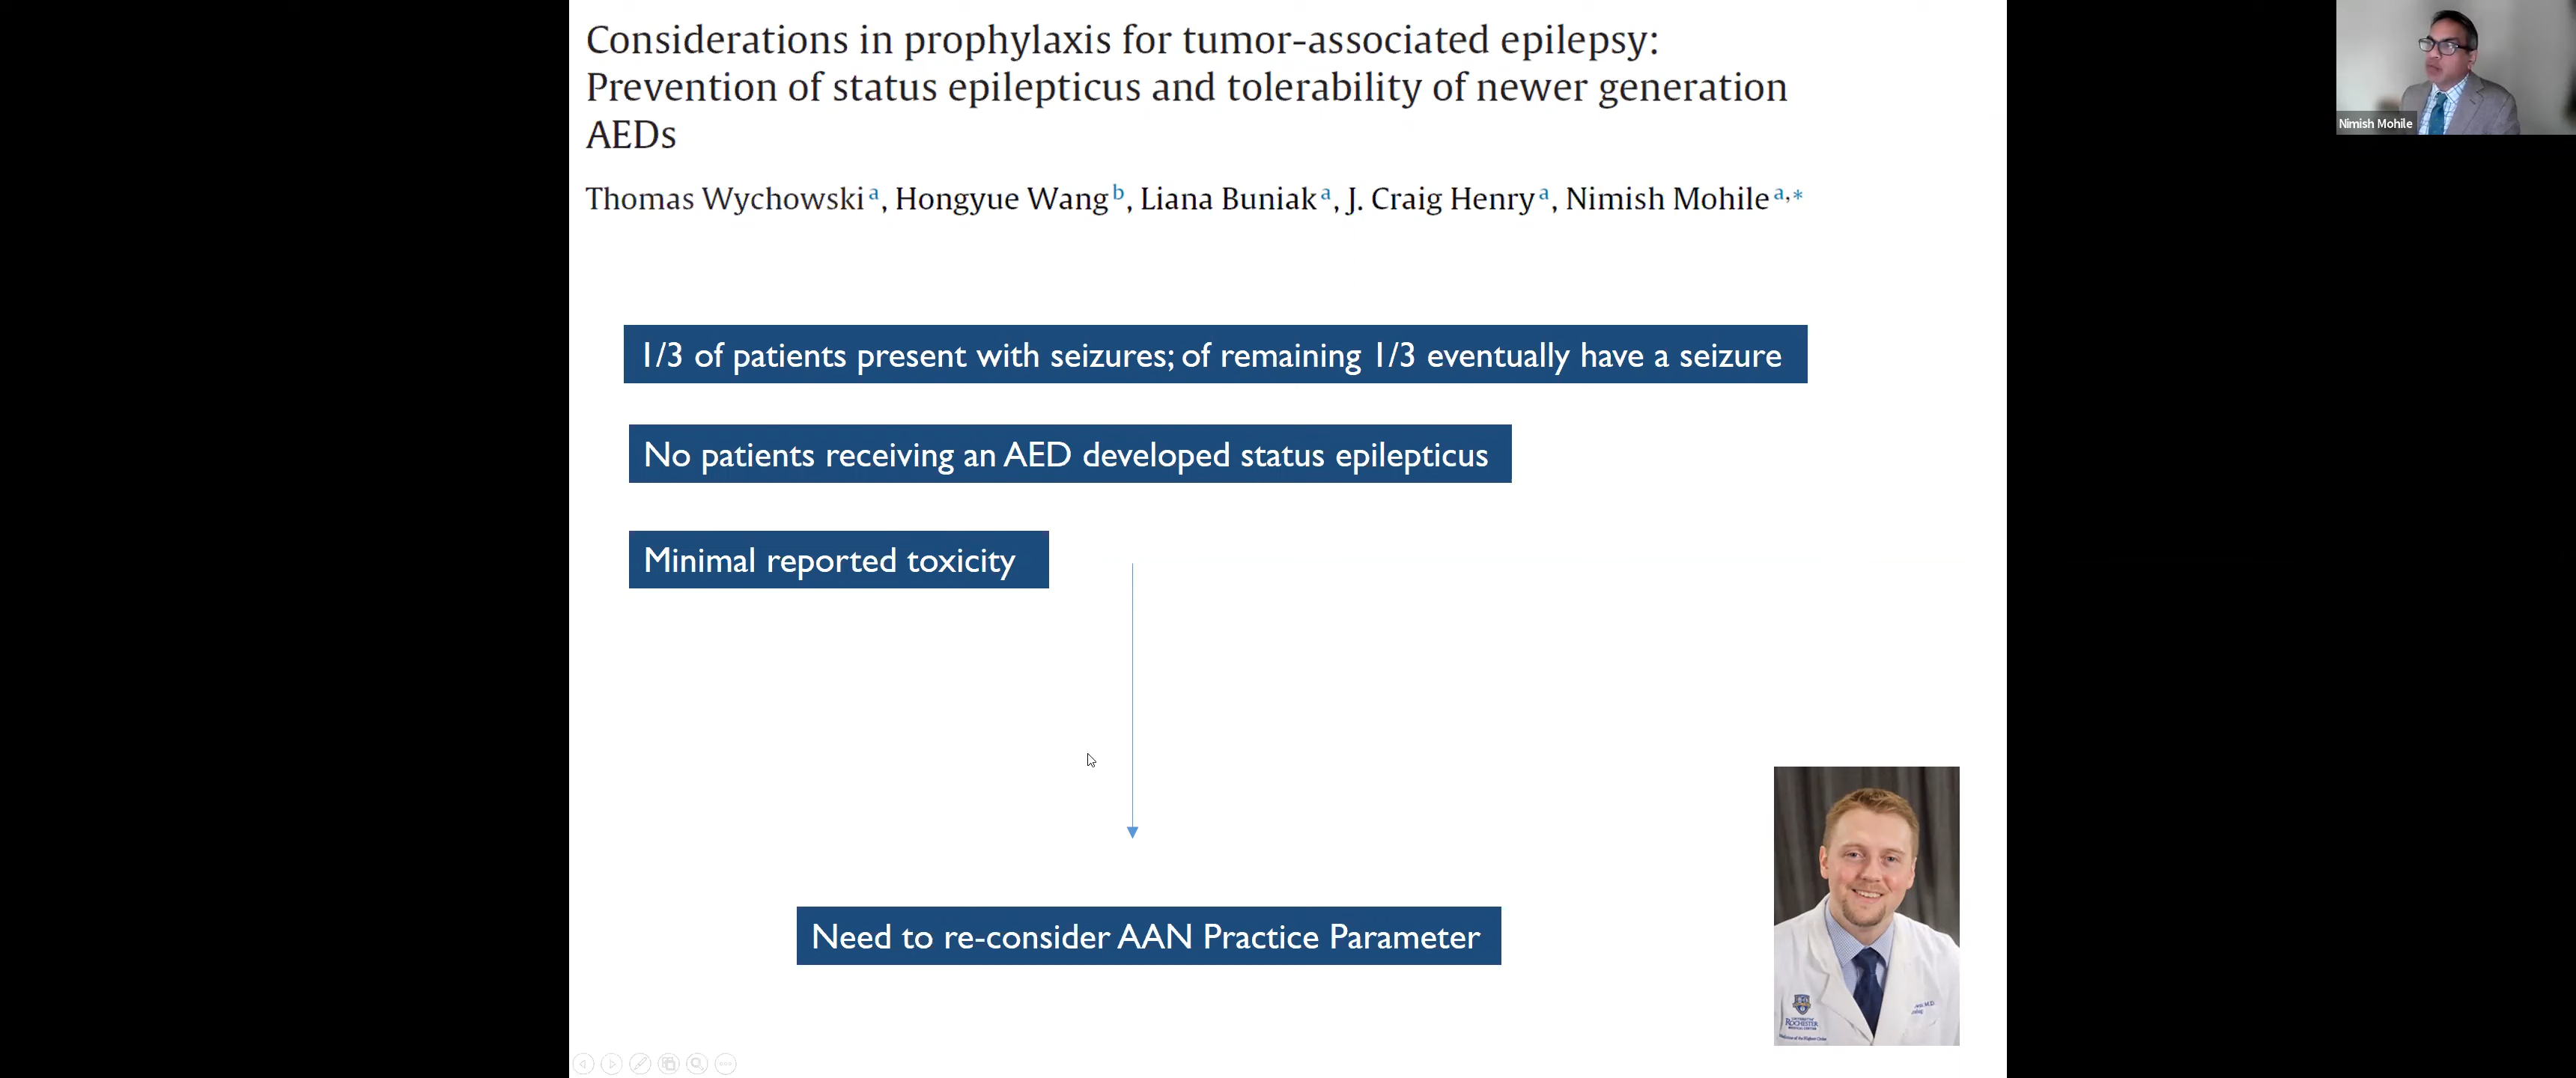 Considerations in prophylaxis for tumor-associated epilepsy:
Prevention of status epilepticus and tolerability of newer generation
AEDs
Thomas Wychowski a, Hongyue Wang b, Liana Buniak a, J. Craig Henry a, Nimish Mohile a,*
Nimish Mohile
1/3 of patients present with seizures; of remaining 1/3 eventually have a seizure
No patients receiving an AED developed status epilepticus
Minimal reported toxicity
Need to re-consider AAN Practice Parameter
M.D.
ROCHESTER